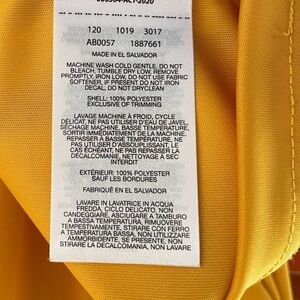 120 1019 3017
AB0057 1887661
MADE IN EL SALVADOR
MACHINE WASH COLD GENTLE, DO NOT
BLEACH, TUMBLE DRY LOW, REMOVE
PROMPTLY, IRON LOW, DO NOT USE FABRIC
SOFTENER, IF PRESENT DO NOT IRON
DECAL, DO NOT DRYCLEAN
SHELL: 100% POLYESTER
EXCLUSIVE OF TRIMMING
LAVAGE MACHINE À FROID, CYCLE
DÉLICAT, NE PAS UTILISER D'EAU DE JAVEL,
SÉCHAGE MACHINE, BASSE TEMPERATURE,
SORTIR IMMÉDIATEMENT DE LA MACHINE,
REPASSER À BASSE TEMPÉRATURE, NE
PAS UTILISER D'ASSOUPLISSANT, LE
CAS ÉCHÉANT NE PAS REPASSER LA
DÉCALCOMANIE, NETTOYAGE À SEC
INTERDIT
EXTÉRIEUR: 100% POLYESTER
SAUF LES BORDURES
FABRIQUÉ EN EL SALVADOR
LAVARE IN LAVATRICE IN ACQUA
FREDDA, CICLO DELICATO, NON
CANDEGGIARE, ASCIUGARE A TAMBURO
A BASSA TEMPERATURA, RIMUOVERE
TEMPESTIVAMENTE, STIRARE CON FERRO
A TEMPERATURA BASSA, NON UTILIZZARE
AMMORBIDENTE, SE PRESENTE, NON
STIRARE LA DECALCOMANIA, NON